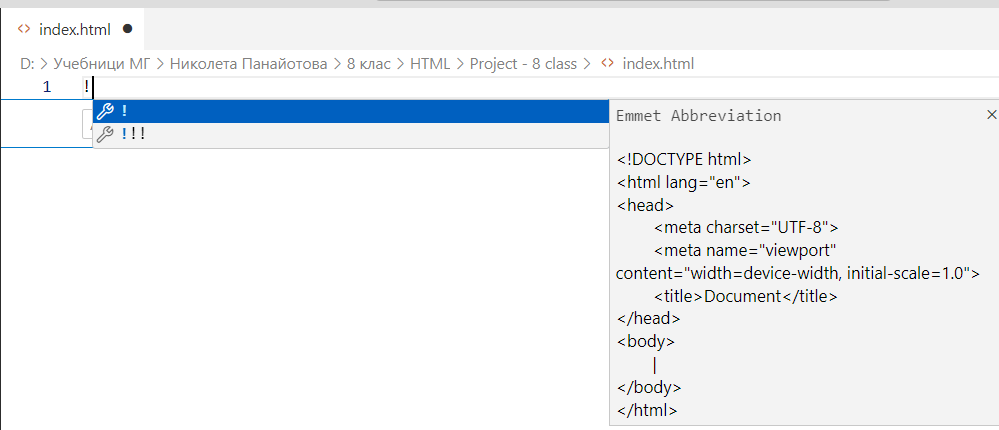 index.html
D: > Учебници МГ > Николета Панайотова > 8 клас > HTML > Project - 8 class > <> index.html
1 !
!
!!!
Emmet Abbreviation
<!DOCTYPE html>
<html lang="en">
<head>
<meta charset="UTF-8">
<meta name="viewport"
content="width=device-width, initial-scale=1.0">
<title>Document</title>
</head>
<body>
|
</body>
</html>